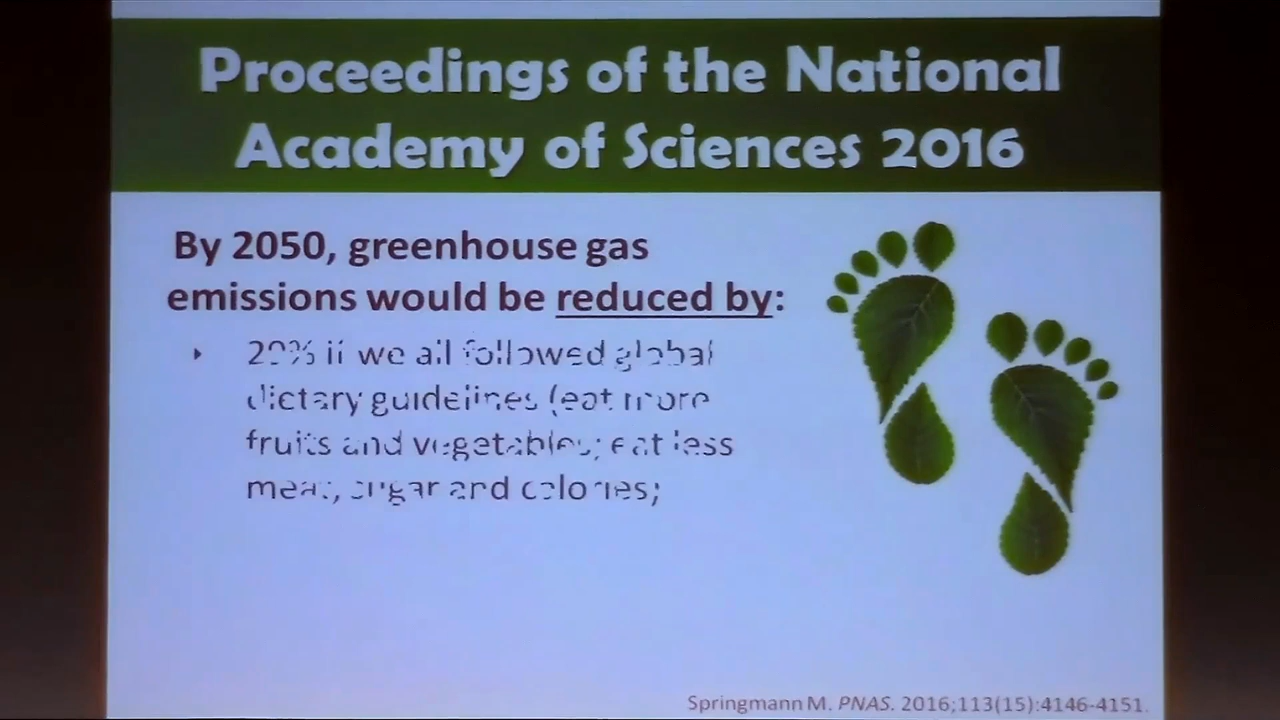 Proceedings of the National
Academy of Sciences 2016
By 2050, greenhouse gas
emissions would be reduced by:
if we all followed global
dietary guidelines (eat more
fruits and vegetables; eat less
meat, sugar and calories)
Springmann M. PNAS. 2016;113(15):4146-4151.